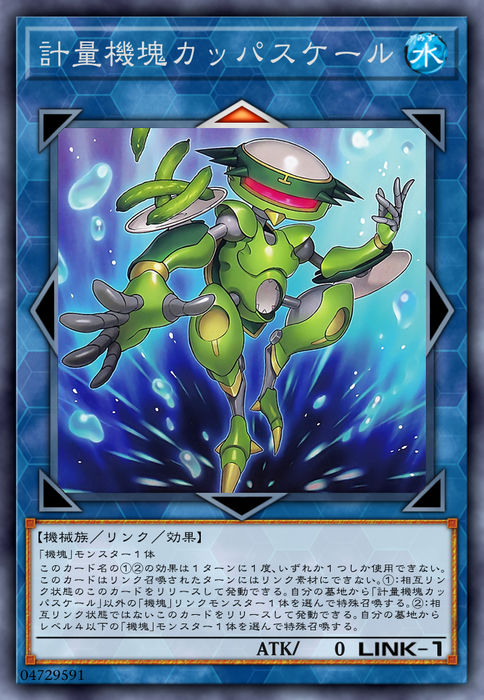 計量機塊カッパスケール
みず
水
【機械族／リンク／効果】
「機塊」モンスター１体
このカード名の①②の効果は１ターンに１度、いずれか１つしか使用できない。
このカードはリンク召喚されたターンにはリンク素材にできない。①：相互リン
ク状態のこのカードをリリースして発動できる。自分の墓地から「計量機塊カッ
パスケール」以外の「機塊」リンクモンスター１体を選んで特殊召喚する。②：相
互リンク状態ではないこのカードをリリースして発動できる。自分の墓地から
レベル４以下の「機塊」モンスター１体を選んで特殊召喚する。
ATK/ 0 LINK-1
04729591